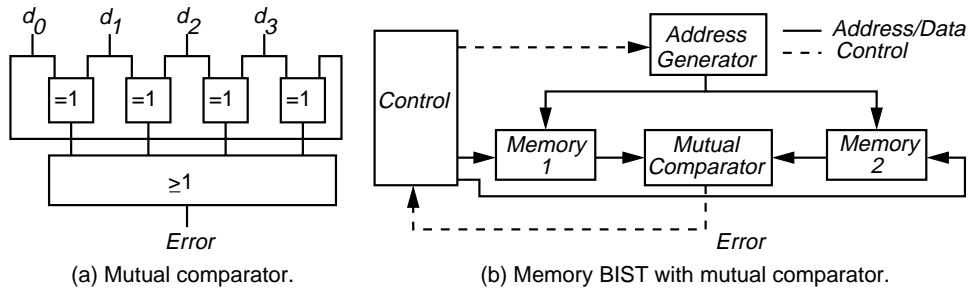 d0 d1 d2 d3
=1 =1 =1 =1
≥1
Error
(a) Mutual comparator.
Address
Generator
Address/Data
Control
Control
Memory
1
Mutual
Comparator
Memory
2
Error
(b) Memory BIST with mutual comparator.